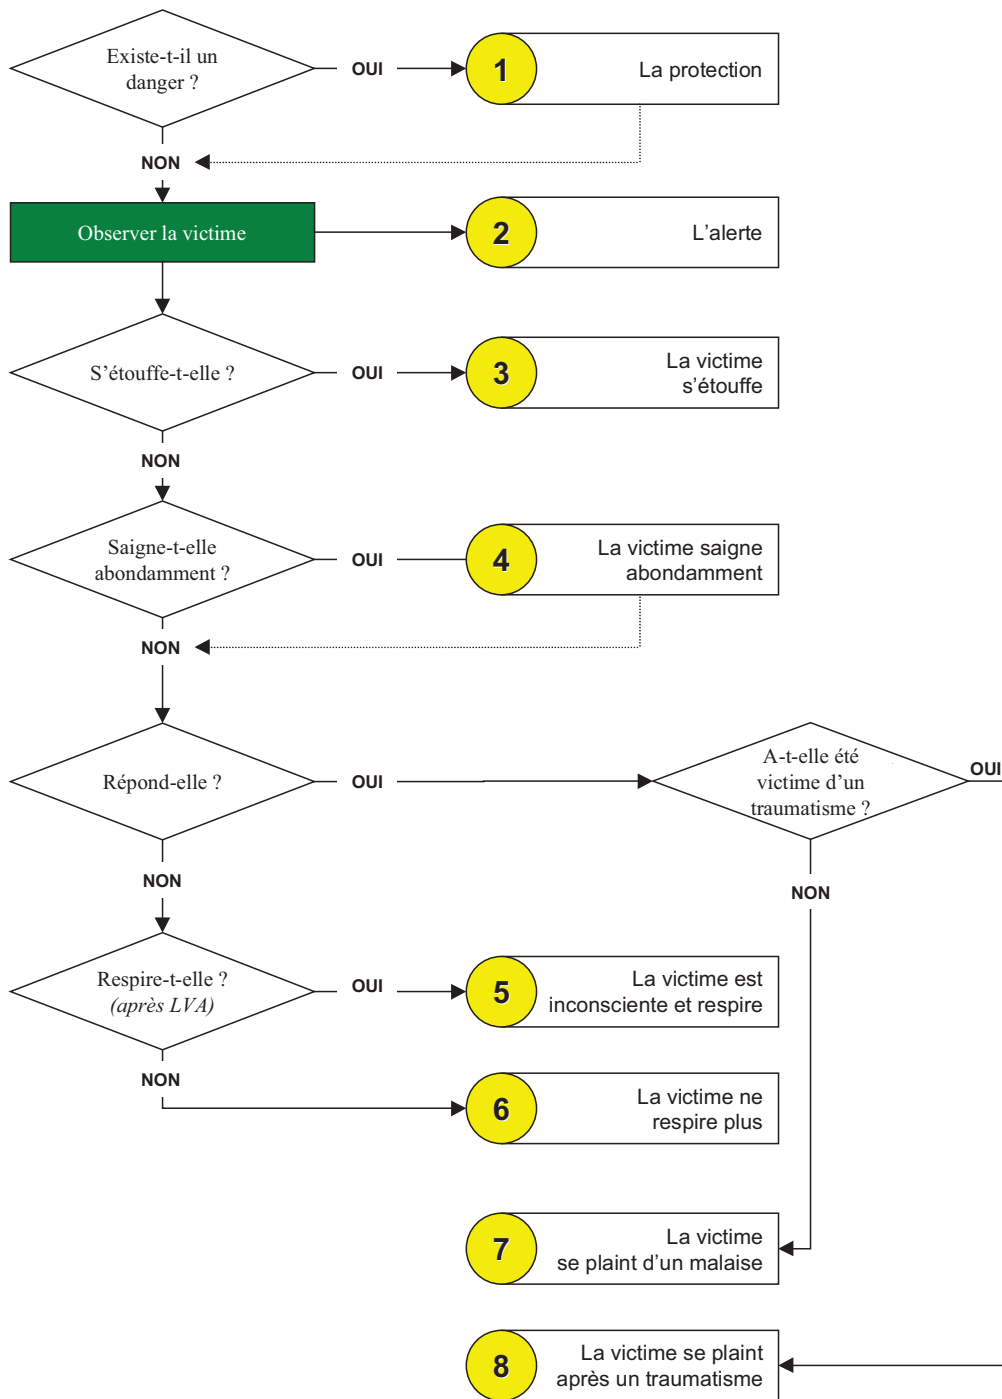 Existe-t-il un
danger ?
OUI
1
La protection
NON
Observer la victime
2
L'alerte
S'étouffe-t-elle ?
OUI
3
La victime
s'étouffe
NON
Saigne-t-elle
abondamment ?
OUI
4
La victime saigne
abondamment
NON
Répond-elle ?
OUI
A-t-elle été
victime d'un
traumatisme ?
OUI
NON
NON
Respire-t-elle ?
(après LVA)
OUI
5
La victime est
inconsciente et respire
NON
6
La victime ne
respire plus
7
La victime
se plaint d'un malaise
8
La victime se plaint
après un traumatisme